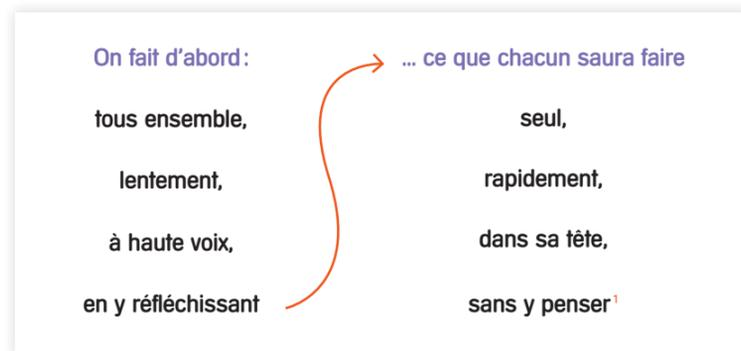 On fait d'abord :
tous ensemble,
lentement,
à haute voix,
en y réfléchissant
... ce que chacun saura faire
seul,
rapidement,
dans sa tête,
sans y penser¹